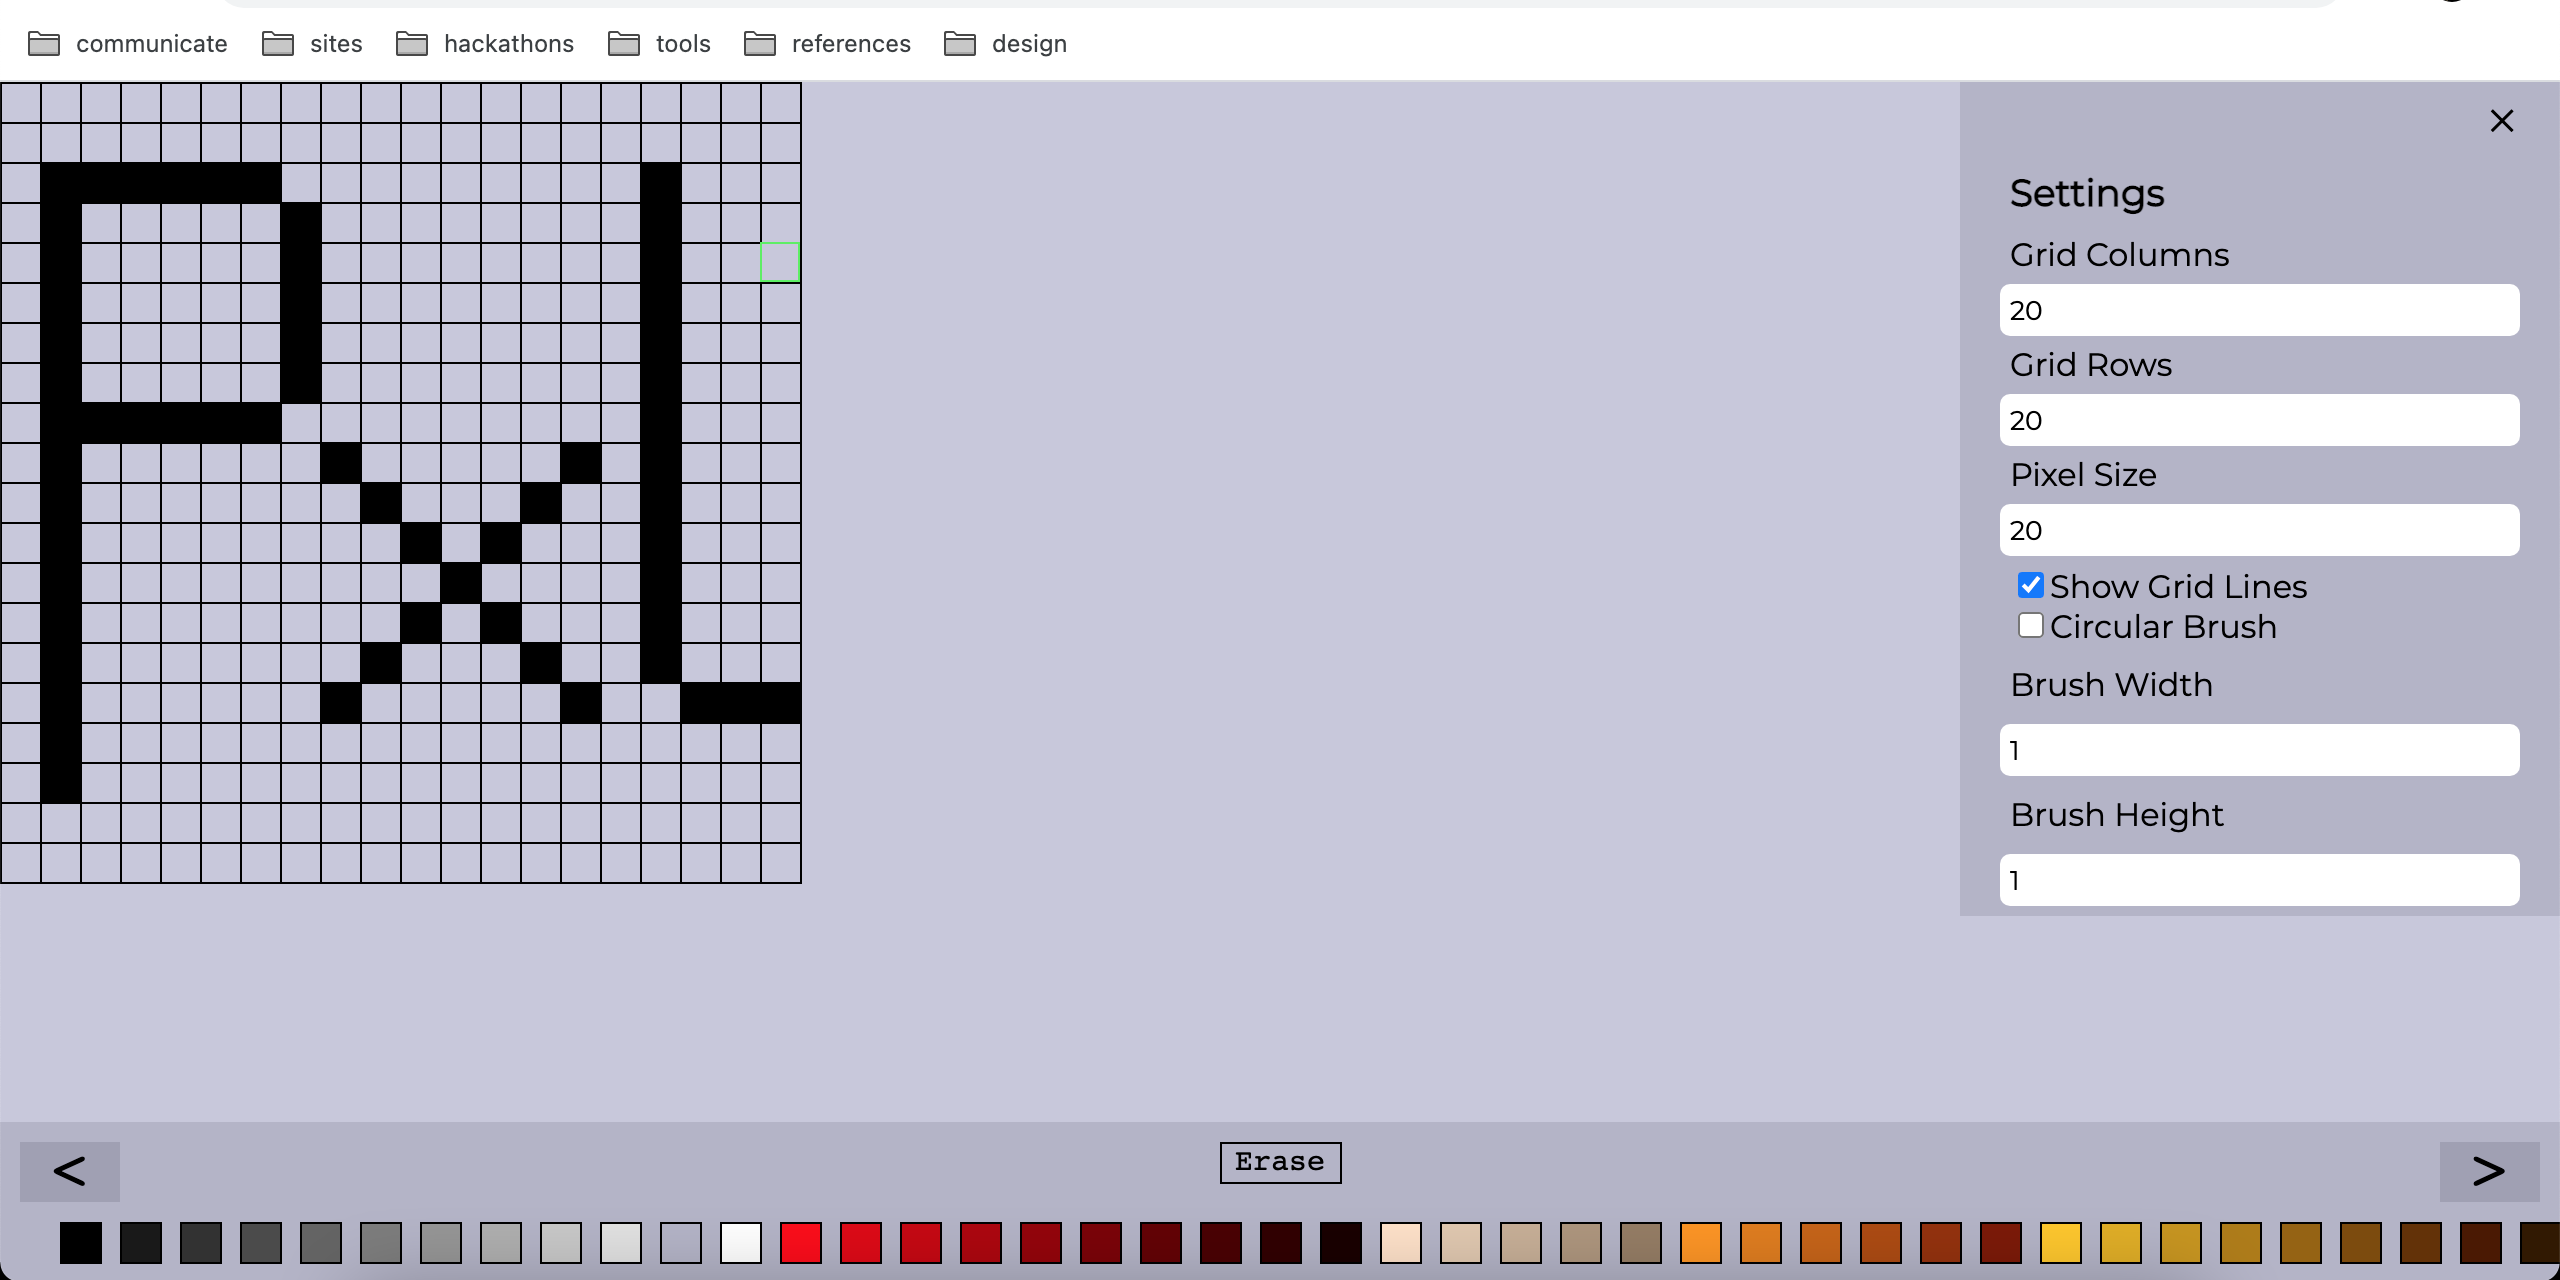 communicate sites hackathons tools references design
Pxl
Settings
Grid Columns
20
Grid Rows
20
Pixel Size
20
Show Grid Lines
Circular Brush
Brush Width
1
Brush Height
1
< Erase >